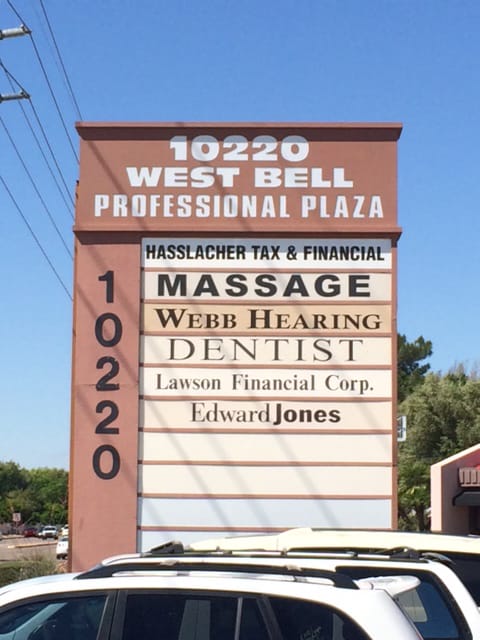 10220
WEST BELL
PROFESSIONAL PLAZA
HASSLACHER TAX & FINANCIAL
MASSAGE
WEBB HEARING
DENTIST
Lawson Financial Corp.
Edward Jones
10220